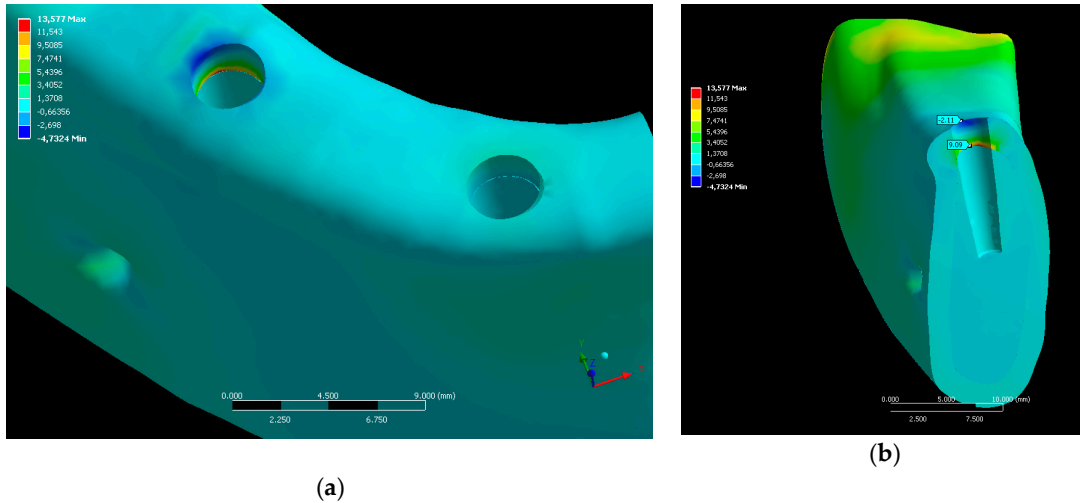 13,577 Max
11,543
9,5085
7,4741
5,4396
3,4052
1,3708
-0,66356
-2,698
-4,7324 Min
Y
Z
0.000 4.500 9.000 (mm)
2.250 6.750
(a)
13,577 Max
11,543
9,5085
7,4741
5,4396
3,4052
1,3708
-0,66356
-2,698
-4,7324 Min
-2.11
9.09
0.000 5.000 10.000 (mm)
2.500 7.500
(b)